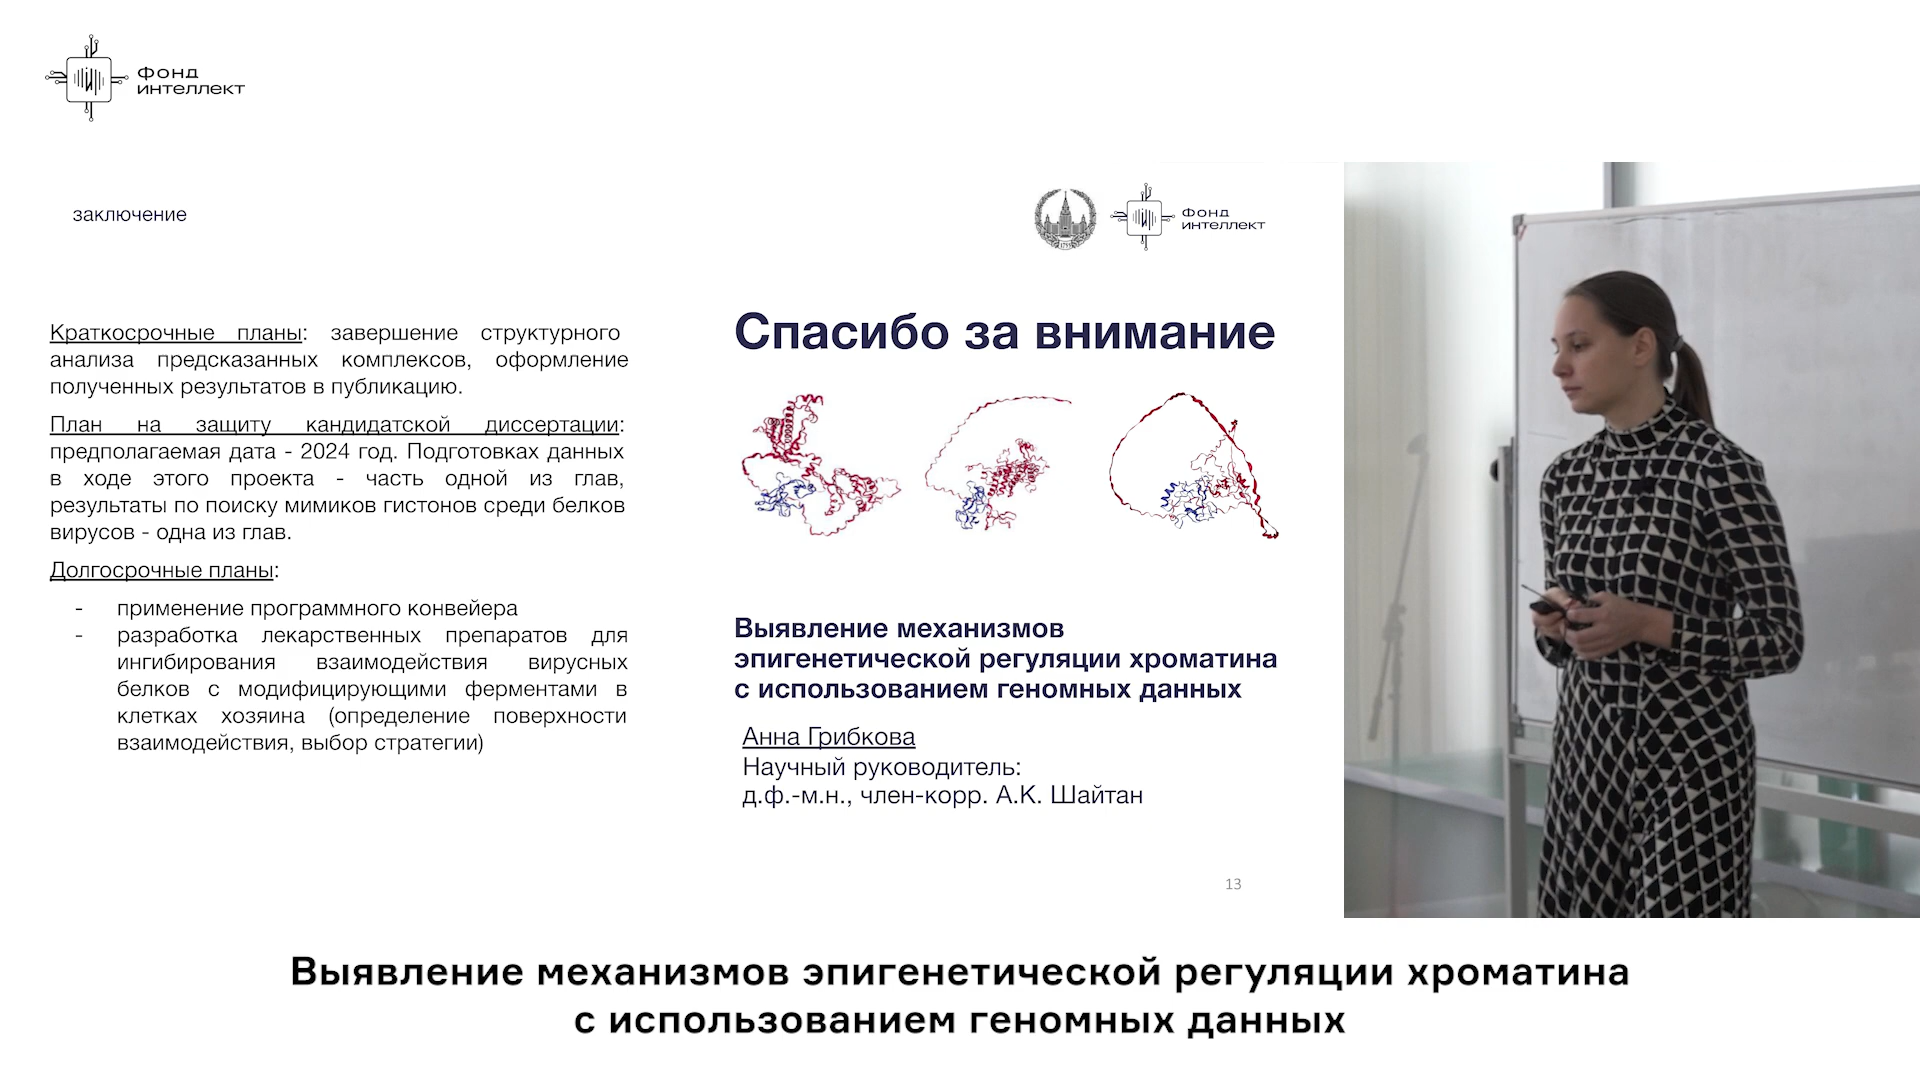 Фонд
интеллект
заключение
Фонд
интеллект
Краткосрочные планы: завершение структурного
анализа предсказанных комплексов, оформление
полученных результатов в публикацию.
План на защиту кандидатской диссертации:
предполагаемая дата - 2024 год. Подготовках данных
в ходе этого проекта - часть одной из глав,
результаты по поиску мимиков гистонов среди белков
вирусов - одна из глав.
Долгосрочные планы:
- применение программного конвейера
- разработка лекарственных препаратов для
ингибирования взаимодействия вирусных
белков с модифицирующими ферментами в
клетках хозяина (определение поверхности
взаимодействия, выбор стратегии)
Спасибо за внимание
Выявление механизмов
эпигенетической регуляции хроматина
с использованием геномных данных
Анна Грибкова
Научный руководитель:
д.ф.-м.н., член-корр. А.К. Шайтан
13
Выявление механизмов эпигенетической регуляции хроматина
с использованием геномных данных